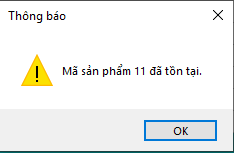 Thông báo
Mã sản phẩm 11 đã tồn tại.
OK